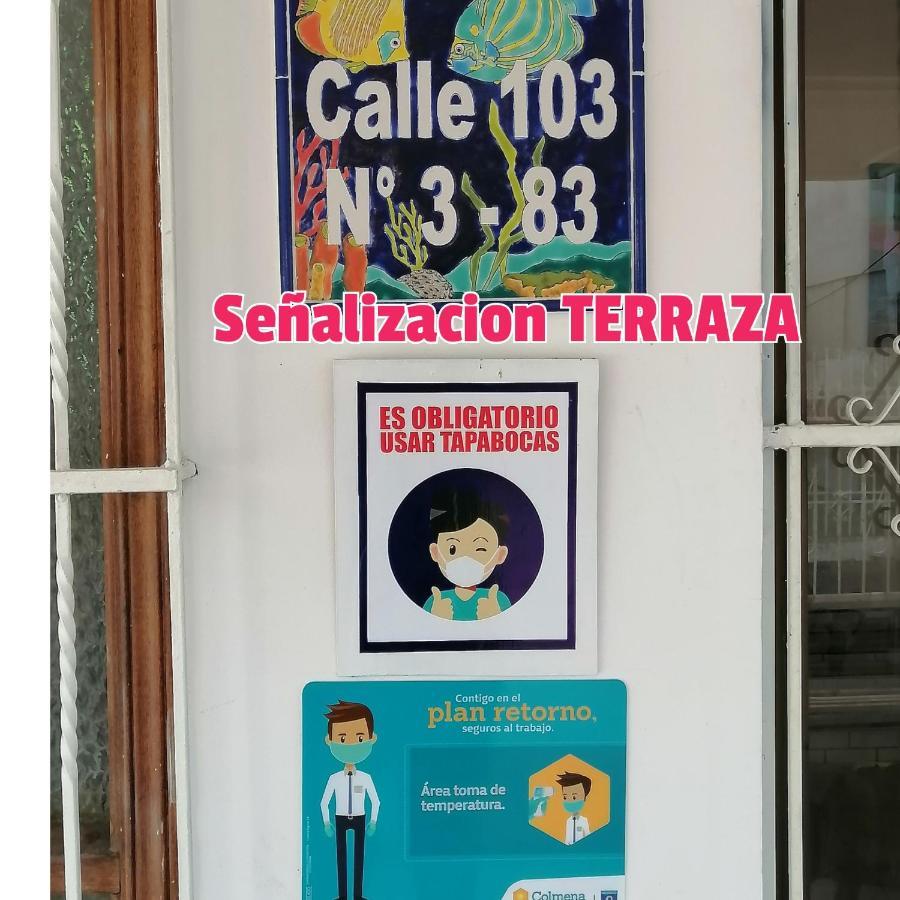 Calle 103
Nº 3 - 83
Señalizacion TERRAZA
ES OBLIGATORIO
USAR TAPABOCAS
Contigo en el
plan retorno,
seguros al trabajo.
Área toma de
temperatura.
Colmena